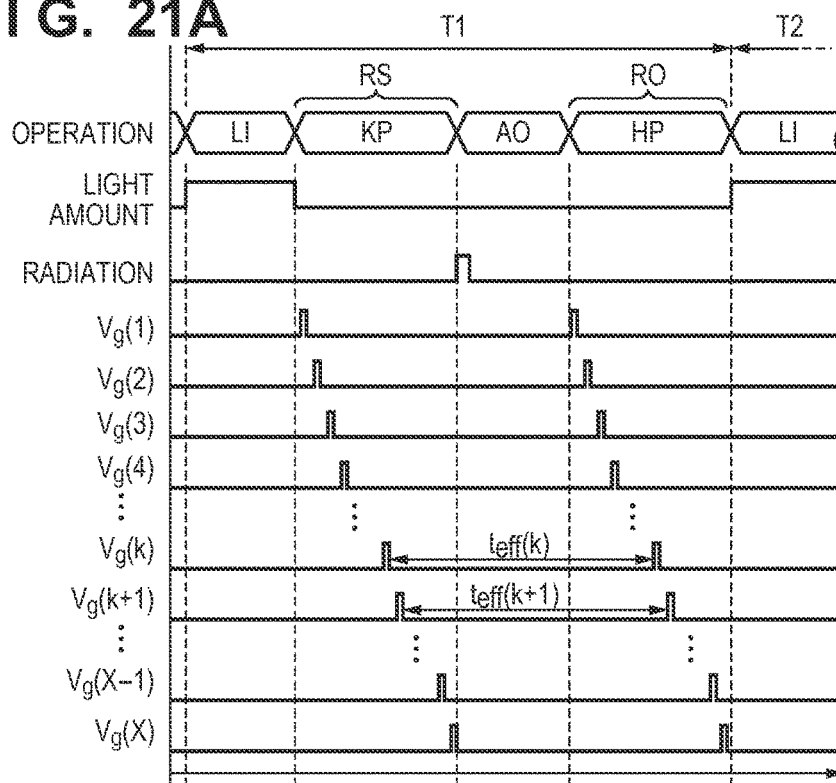 I G. 21A
T1 T2
RS RO
OPERATION LI KP AO HP LI
LIGHT
AMOUNT
RADIATION
Vg(1)
Vg(2)
Vg(3)
Vg(4)
Vg(k) teff(k)
Vg(k+1) teff(k+1)
Vg(X–1)
Vg(X)